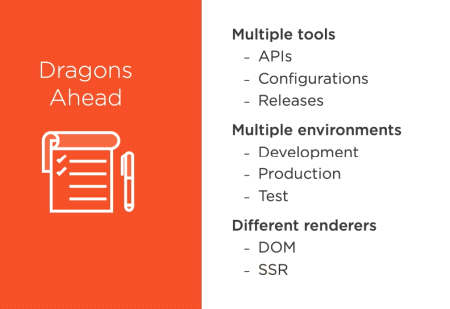 Dragons
Ahead
Multiple tools
- APIs
- Configurations
- Releases
Multiple environments
- Development
- Production
- Test
Different renderers
- DOM
- SSR